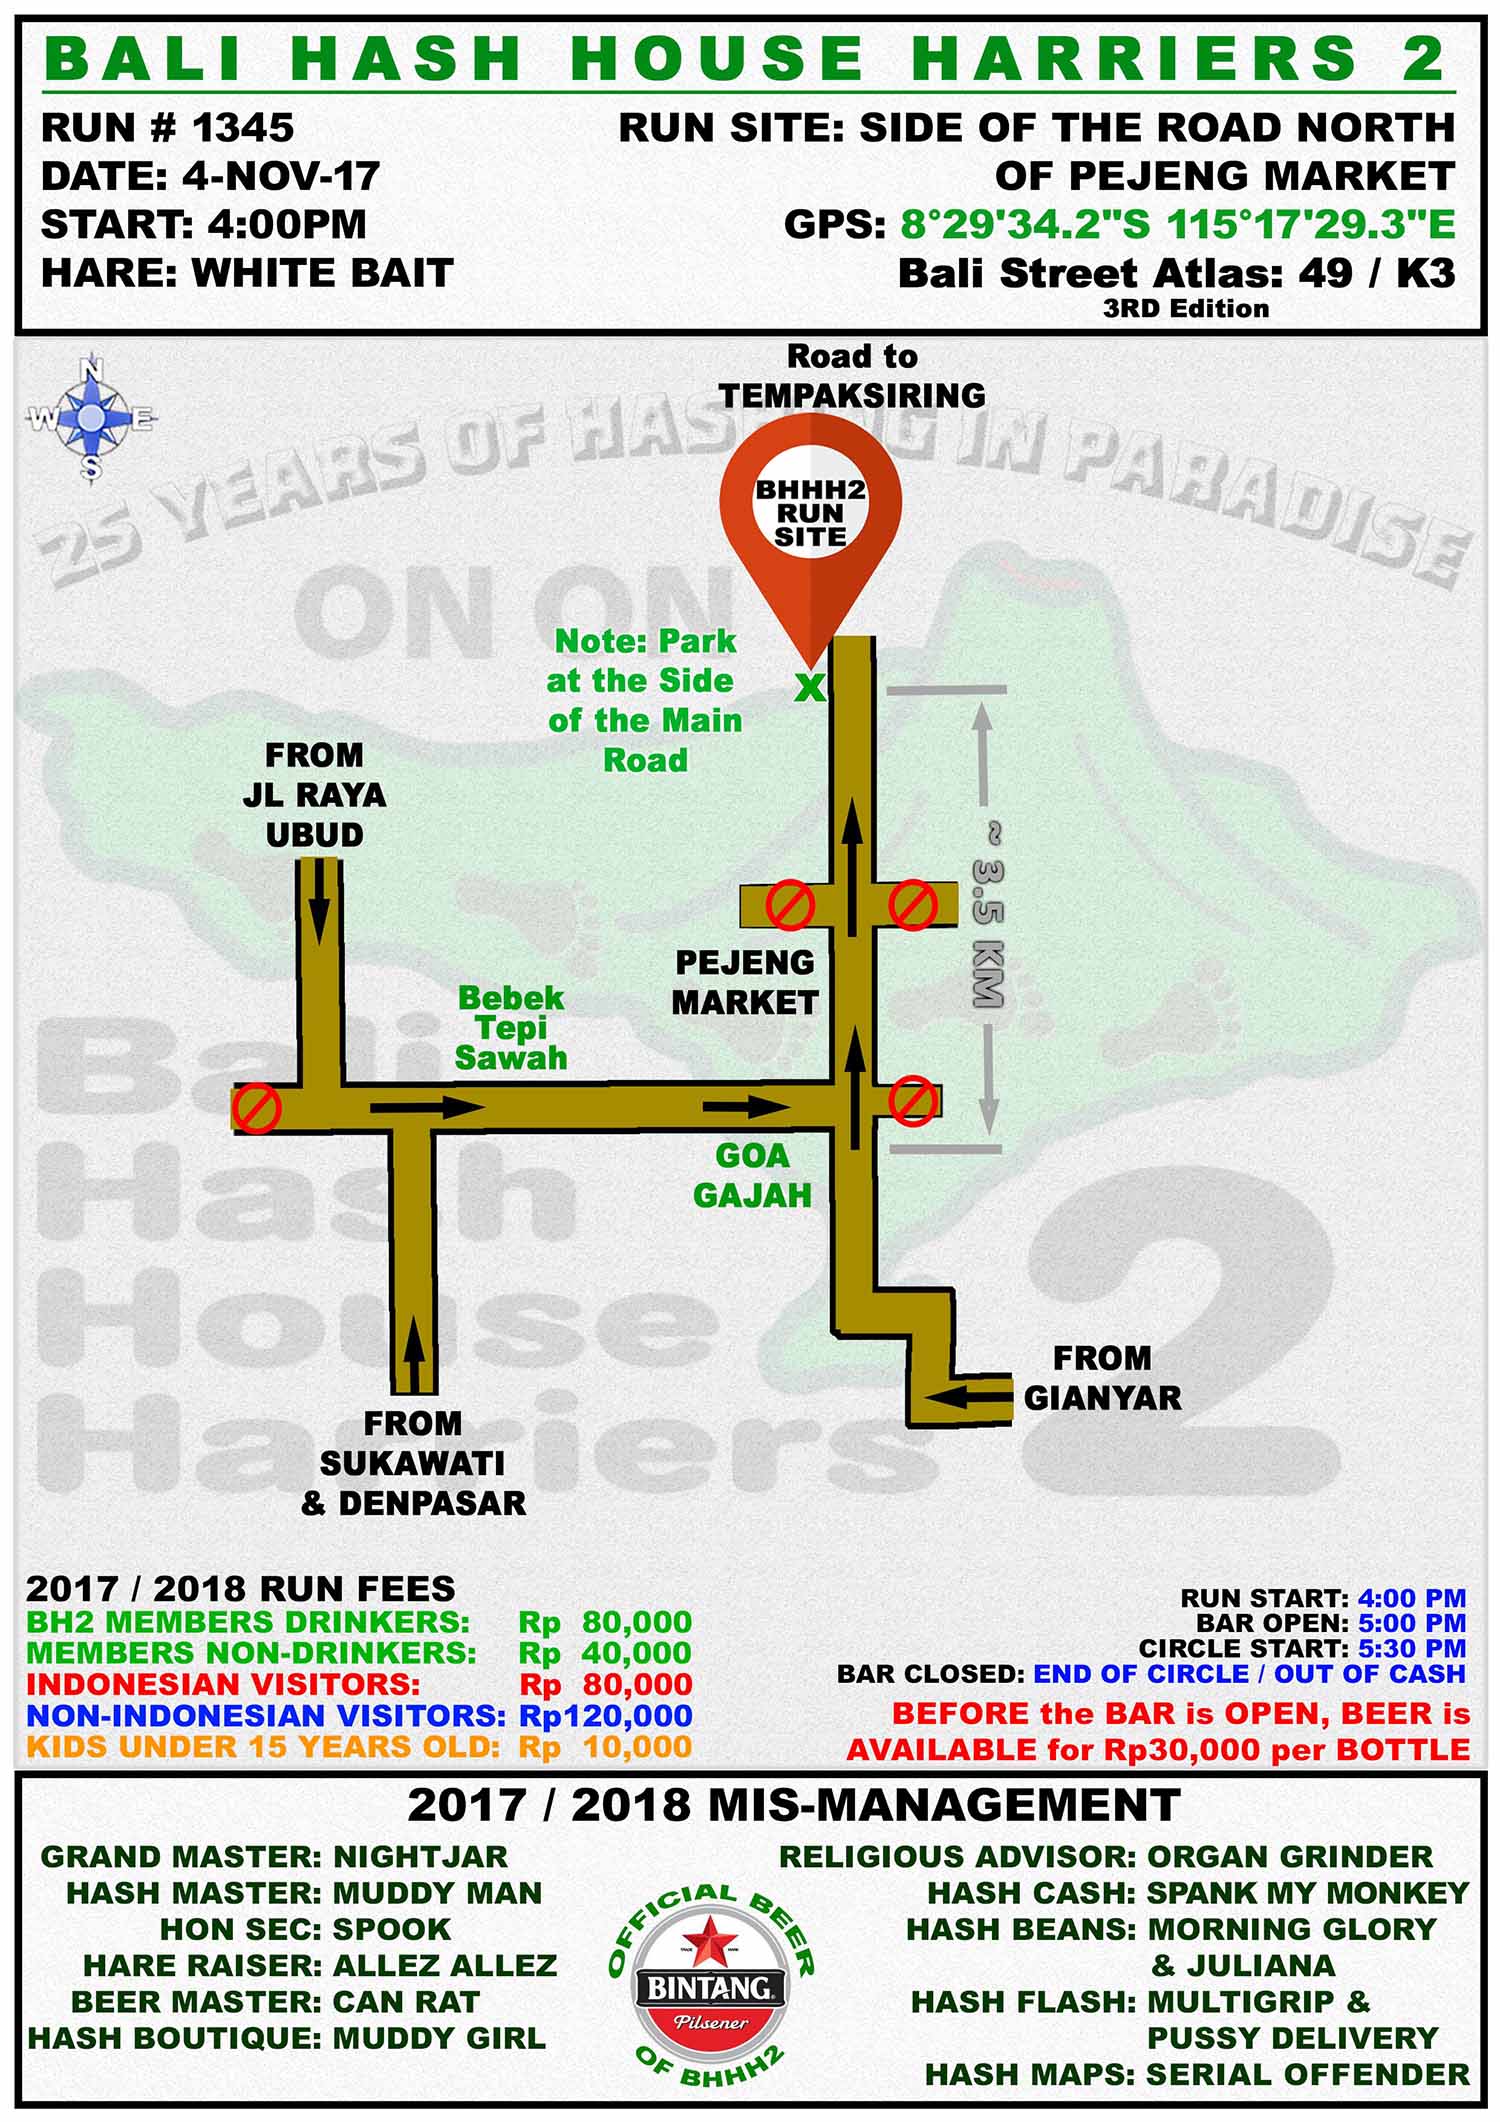 BALI HASH HOUSE HARRIERS 2
RUN # 1345
DATE: 4-NOV-17
START: 4:00PM
HARE: WHITE BAIT
RUN SITE: SIDE OF THE ROAD NORTH
OF PEJENG MARKET
GPS: 8°29'34.2"S 115°17'29.3"E
Bali Street Atlas: 49 / K3
3RD Edition
N
W E
S
Road to
TEMPAKSIRING
25 YEARS OF HASHING IN PARADISE
ON ON
BHHH2
RUN
SITE
Note: Park
at the Side
of the Main
Road
X
FROM
JL RAYA
UBUD
~ 3.5 KM
PEJENG
MARKET
Bebek
Tepi
Sawah
GOA
GAJAH
Bali
Hash
House
Harriers
2
FROM
GIANYAR
FROM
SUKAWATI
& DENPASAR
2017 / 2018 RUN FEES
BH2 MEMBERS DRINKERS: Rp 80,000
MEMBERS NON-DRINKERS: Rp 40,000
INDONESIAN VISITORS: Rp 80,000
NON-INDONESIAN VISITORS: Rp120,000
KIDS UNDER 15 YEARS OLD: Rp 10,000
RUN START: 4:00 PM
BAR OPEN: 5:00 PM
CIRCLE START: 5:30 PM
BAR CLOSED: END OF CIRCLE / OUT OF CASH
BEFORE the BAR is OPEN, BEER is
AVAILABLE for Rp30,000 per BOTTLE
2017 / 2018 MIS-MANAGEMENT
GRAND MASTER: NIGHTJAR
HASH MASTER: MUDDY MAN
HON SEC: SPOOK
HARE RAISER: ALLEZ ALLEZ
BEER MASTER: CAN RAT
HASH BOUTIQUE: MUDDY GIRL
OFFICIAL BEER
TRADE MARK
BINTANG
Pilsener
OF BHHH2
RELIGIOUS ADVISOR: ORGAN GRINDER
HASH CASH: SPANK MY MONKEY
HASH BEANS: MORNING GLORY
& JULIANA
HASH FLASH: MULTIGRIP &
PUSSY DELIVERY
HASH MAPS: SERIAL OFFENDER